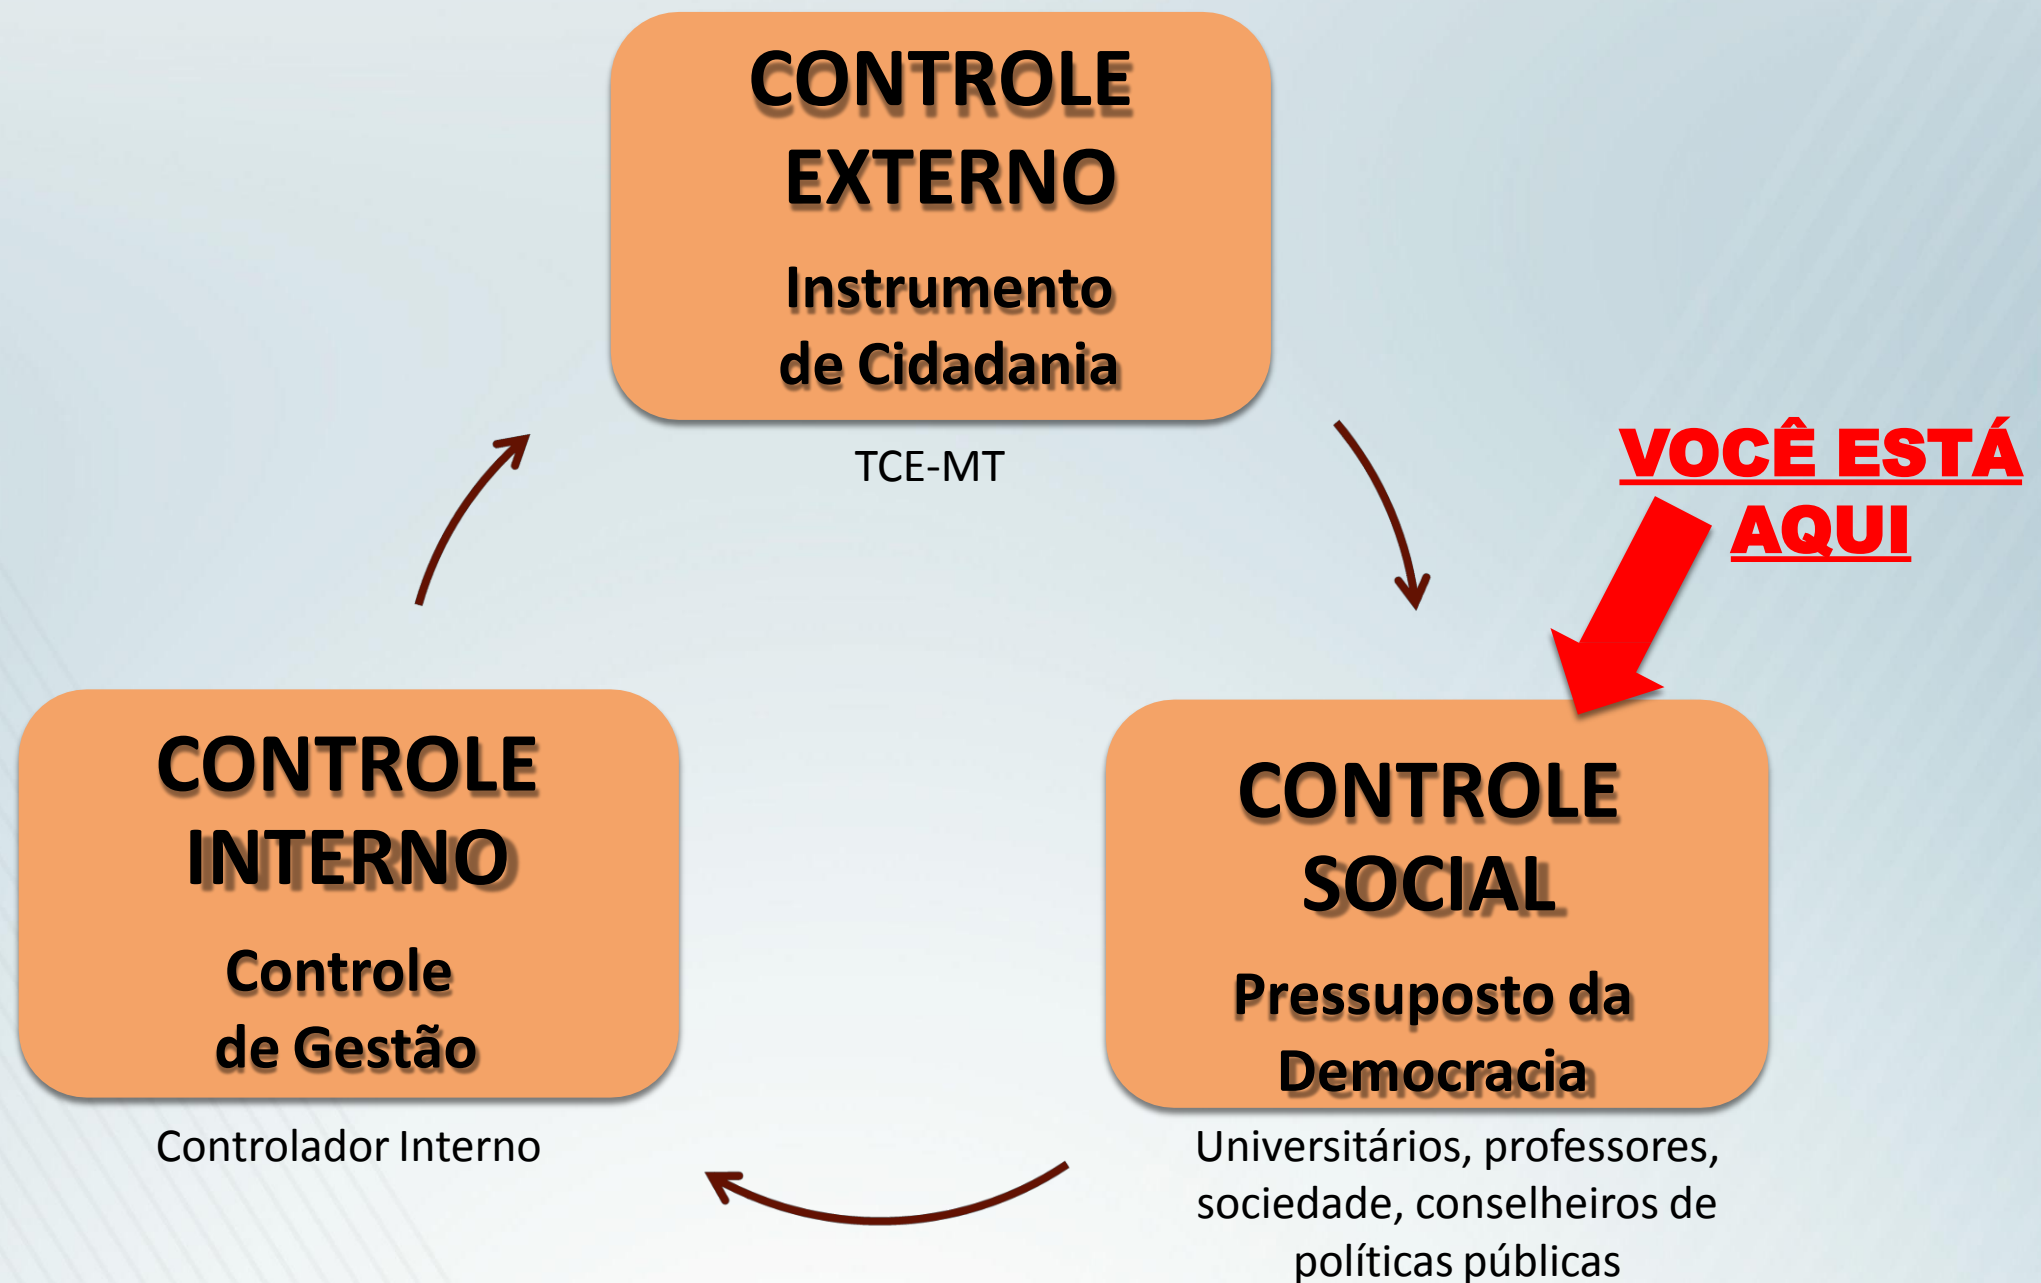 CONTROLE
EXTERNO
Instrumento
de Cidadania
TCE-MT
VOCÊ ESTÁ
AQUI
CONTROLE
INTERNO
Controle
de Gestão
Controlador Interno
CONTROLE
SOCIAL
Pressuposto da
Democracia
Universitários, professores,
sociedade, conselheiros de
políticas públicas